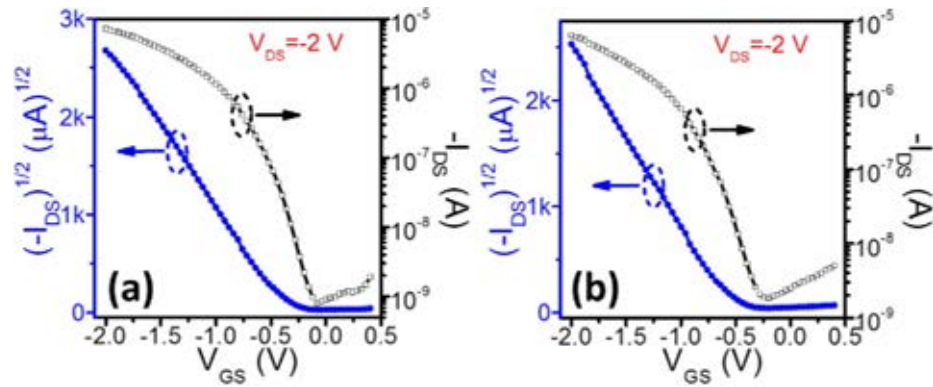 3k
2k
1k
0
(-I_DS)^1/2 (μA)^1/2
V_DS=-2 V
(a)
10^-5
10^-6
10^-7
10^-8
10^-9
-I_DS (A)
-2.0 -1.5 -1.0 -0.5 0.0 0.5
V_GS (V)
2k
1k
0
(-I_DS)^1/2 (μA)^1/2
V_DS=-2 V
(b)
10^-5
10^-6
10^-7
10^-8
10^-9
-I_DS (A)
-2.0 -1.5 -1.0 -0.5 0.0 0.5
V_GS (V)